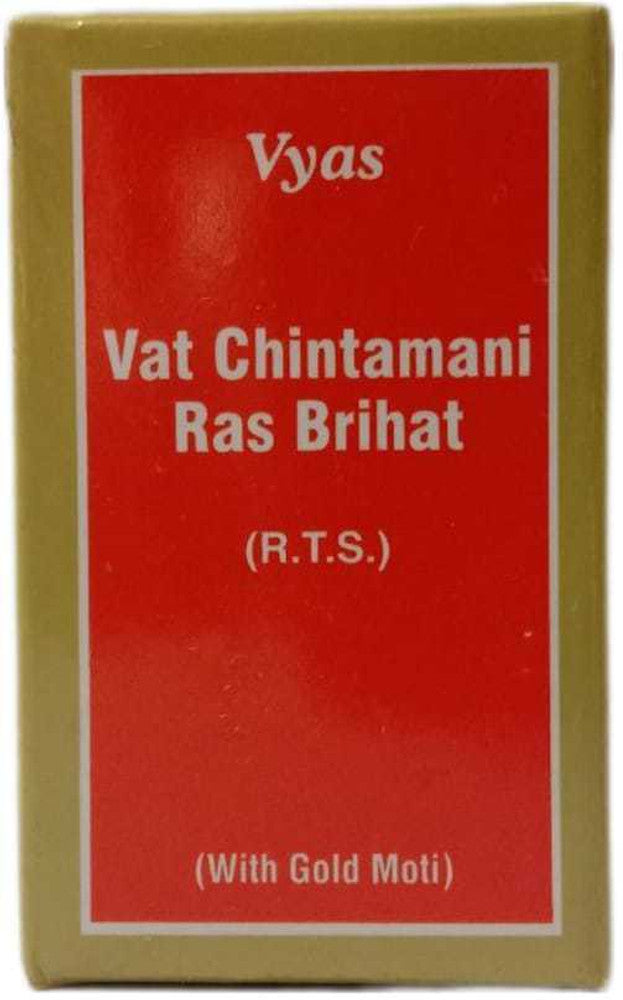 Vyas
Vat Chintamani
Ras Brihat
(R.T.S.)
(With Gold Moti)